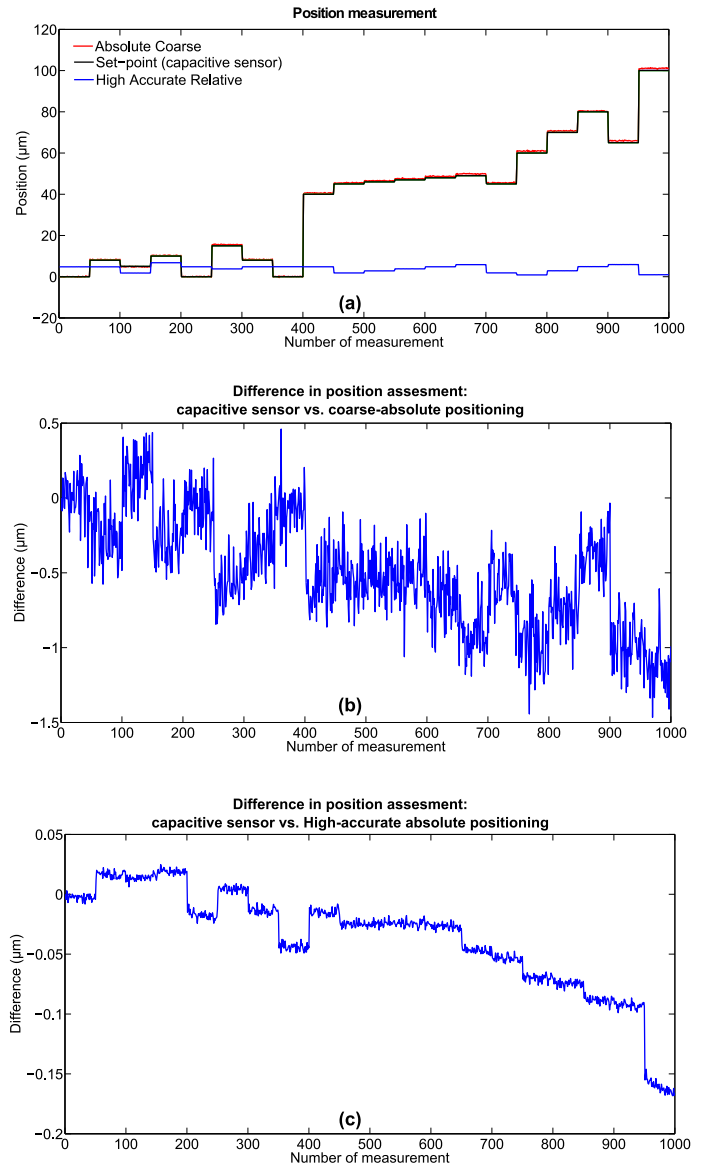 Position measurement
120
100
80
60
40
20
0
−20
Position (µm)
Absolute Coarse
Set-point (capacitive sensor)
High Accurate Relative
(a)
0 100 200 300 400 500 600 700 800 900 1000
Number of measurement
Difference in position assesment:
capacitive sensor vs. coarse-absolute positioning
0.5
0
−0.5
−1
−1.5
Difference (µm)
(b)
0 100 200 300 400 500 600 700 800 900 1000
Number of measurement
Difference in position assesment:
capacitive sensor vs. High-accurate absolute positioning
0.05
0
−0.05
−0.1
−0.15
−0.2
Difference (µm)
(c)
0 100 200 300 400 500 600 700 800 900 1000
Number of measurement